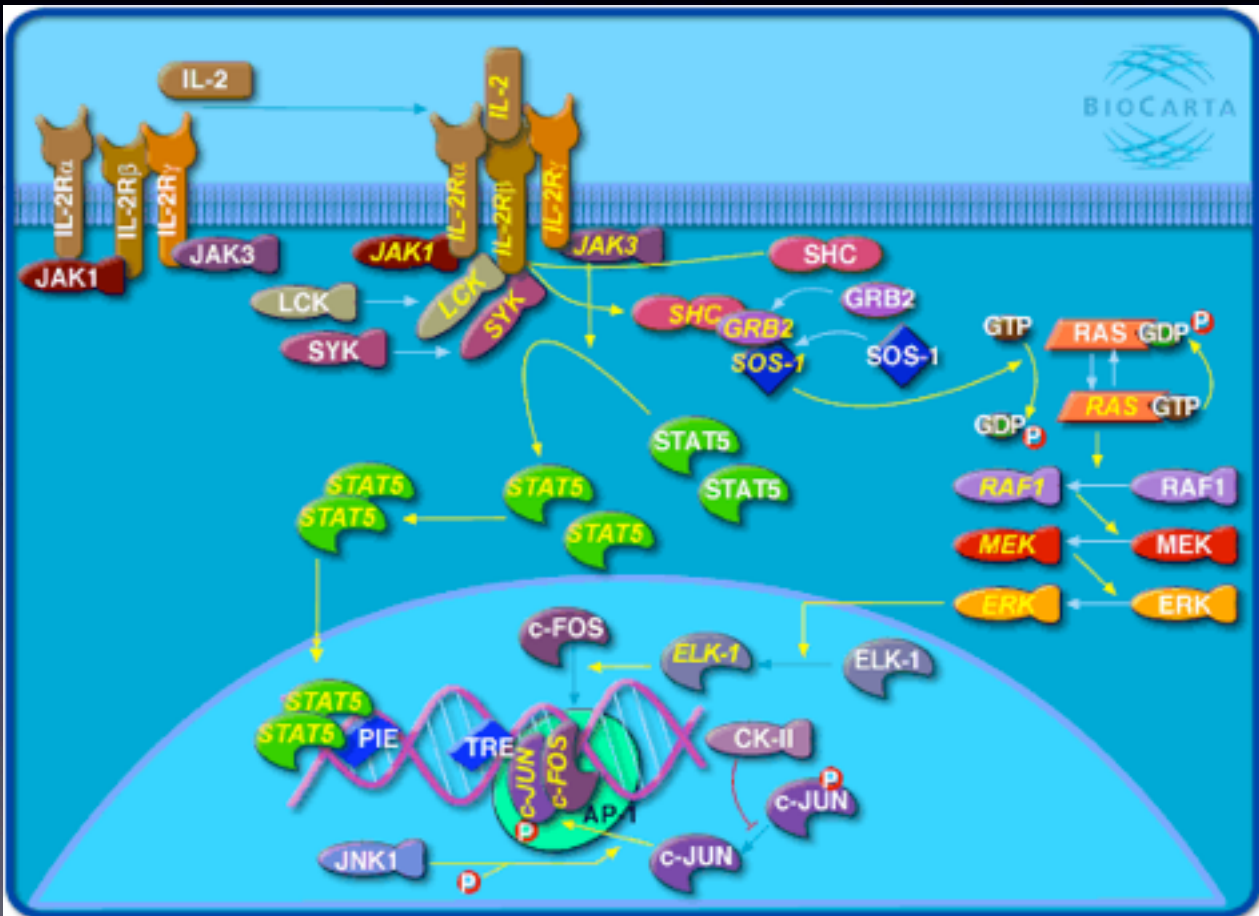 IL-2
IL-2
BIOCARTA
IL-2Rα
IL-2Rβ
IL-2Rγ
IL-2Rα
IL-2Rβ
IL-2Rγ
JAK1
JAK3
JAK1
JAK3
SHC
LCK
LCK
SYK
SYK
SHC
GRB2
GRB2
SOS-1
SOS-1
GTP
RAS
GDP
P
RAS
GTP
GDP
P
STAT5
STAT5
STAT5
STAT5
STAT5
STAT5
RAF1
RAF1
MEK
MEK
ERK
ERK
c-FOS
ELK-1
ELK-1
STAT5
STAT5
PIE
TRE
c-JUN
c-FOS
P
AP-1
CK-II
P
c-JUN
c-JUN
JNK1
P